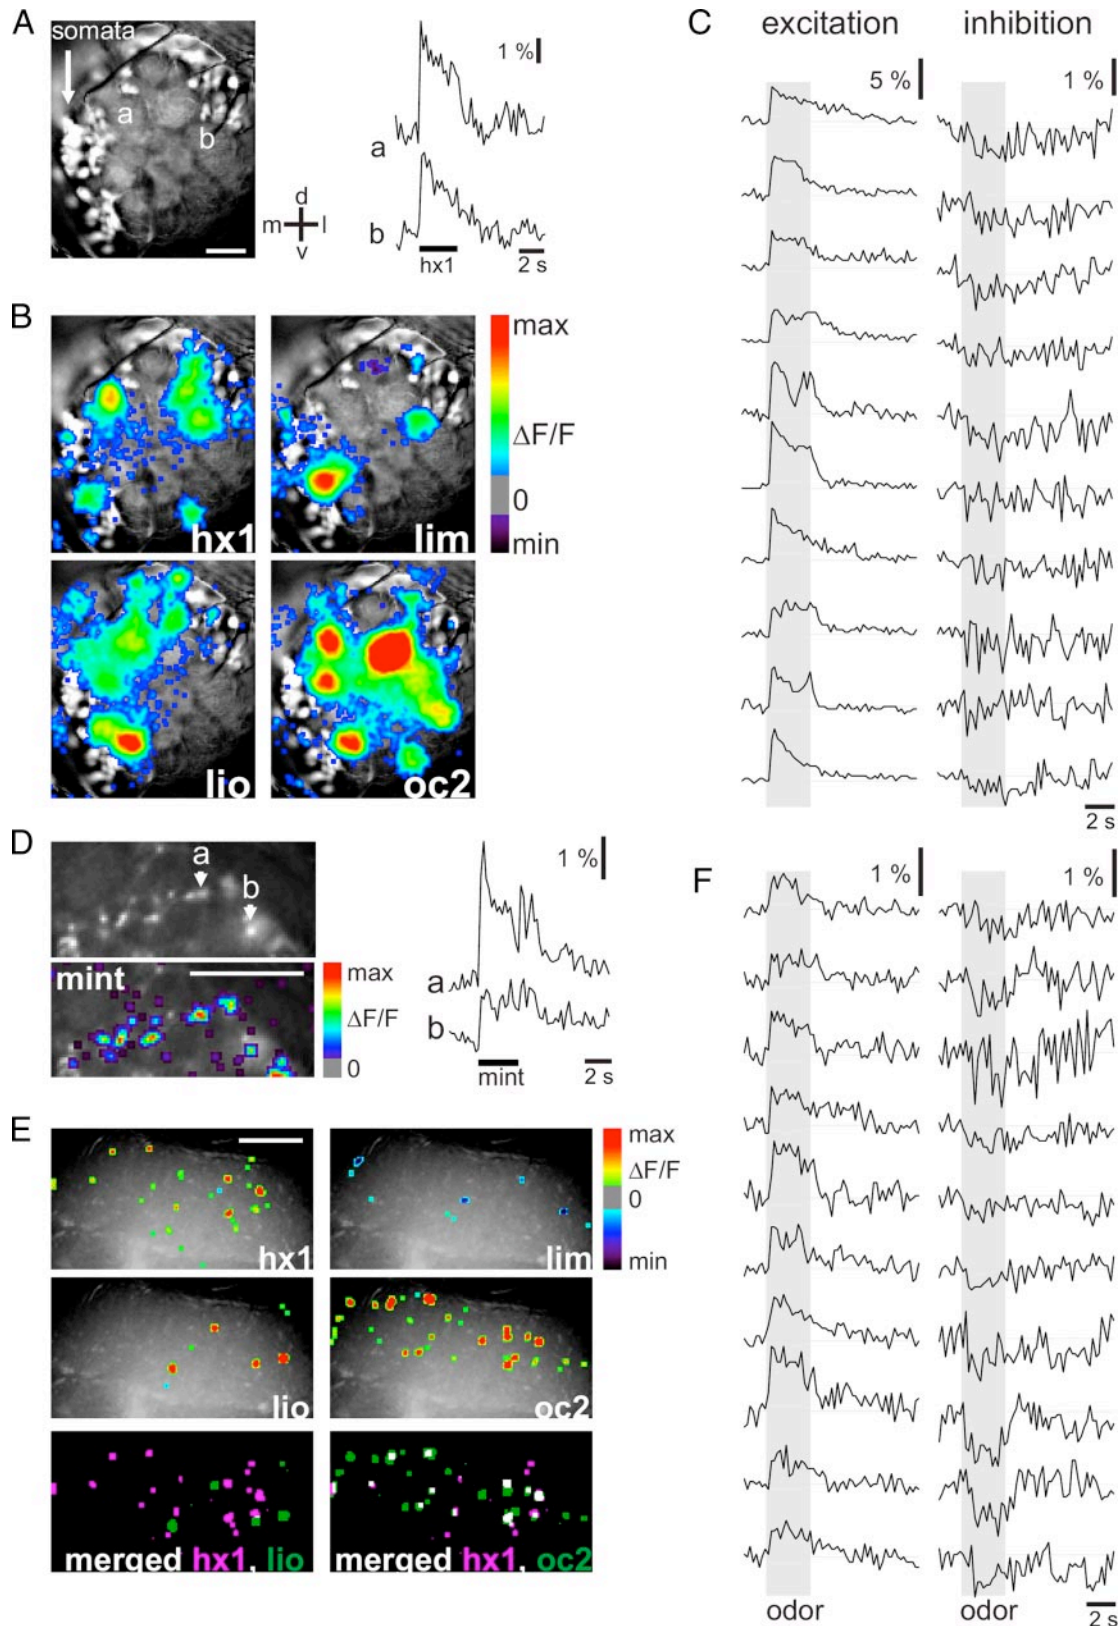 A
somata
a
b
d
m l
v
1 %
a
b
hx1
2 s
B
hx1
lim
lio
oc2
max
ΔF/F
0
min
C
excitation
inhibition
5 %
1 %
2 s
D
a
b
mint
max
ΔF/F
0
1 %
a
b
mint
2 s
E
hx1
lim
lio
oc2
merged hx1, lio
merged hx1, oc2
max
ΔF/F
0
min
F
1 %
1 %
odor
odor
2 s